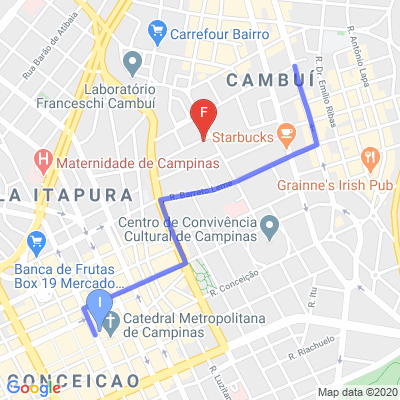 Carrefour Bairro
Rua Barão de Atibaia
R. Antônio Lapa
R. Dr. Emílio Ribas
CAMBUÍ
Laboratório
Franceschi Cambuí
F
Starbucks
Maternidade de Campinas
Grainne's Irish Pub
LA ITAPURA
R. Barreto Leme
Centro de Convivência
Cultural de Campinas
Banca de Frutas
Box 19 Mercado...
R. Conceição
R. Itu
I
Catedral Metropolitana
de Campinas
R. Riachuelo
CONCEICAO
R. Luzitana
Google
Map data ©2020